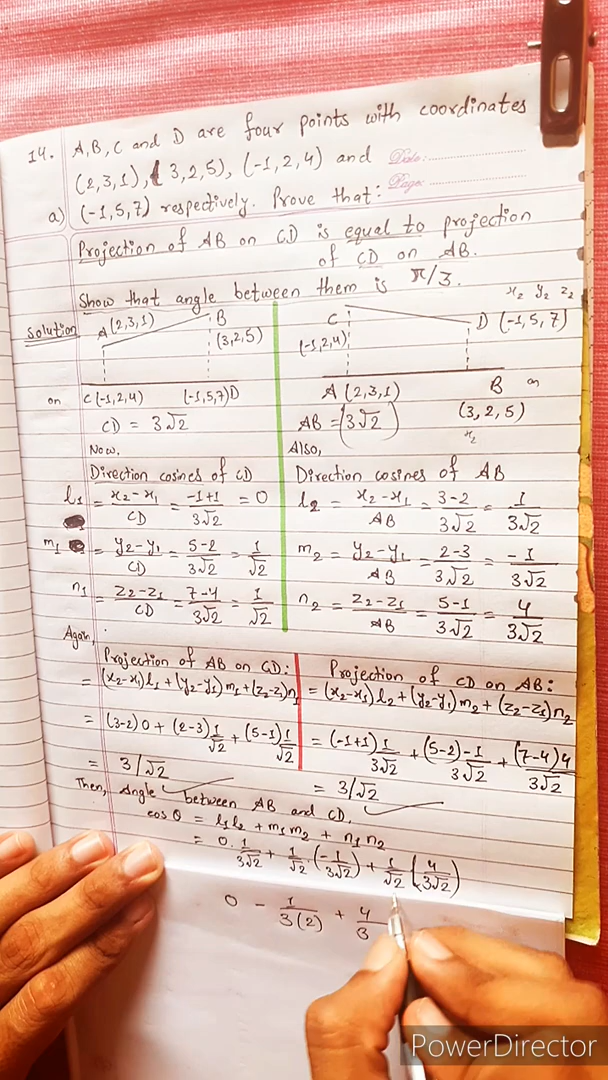 14. A, B, C and D are four points with coordinates
(2,3,1), (3,2,5), (-1,2,4) and Date:
(-1,5,7) respectively. Prove that: Page:
a) Projection of AB on CD is equal to projection
of CD on AB.
Show that angle between them is π/3.
x₂ y₂ z₂
Solution
A(2,3,1) B
(3,2,5)
on C(-1,2,4) (-1,5,7)D
CD = 3√2
Now,
Direction cosines of CD
l₁ = x₂-x₁/CD = -1+1/3√2 = 0
m₁ = y₂-y₁/CD = 5-2/3√2 = 1/√2
n₁ = z₂-z₁/CD = 7-4/3√2 = 1/√2
C D (-1,5,7)
(-1,2,4)
A (2,3,1) B on
(3,2,5)
x₂
AB = (3√2)
Also,
Direction cosines of AB
l₂ = x₂-x₁/AB = 3-2/3√2 = 1/3√2
m₂ = y₂-y₁/AB = 2-3/3√2 = -1/3√2
n₂ = z₂-z₁/AB = 5-1/3√2 = 4/3√2
Again,
Projection of AB on CD:
= (x₂-x₁)l₁+(y₂-y₁)m₁+(z₂-z₁)n₁
= (3-2)0 + (2-3)1/√2 + (5-1)1/√2
= 3/√2
Projection of CD on AB:
= (x₂-x₁)l₂+(y₂-y₁)m₂+(z₂-z₁)n₂
= (-1+1)1/3√2 + (5-2)-1/3√2 + (7-4)4/3√2
= 3/√2
Then, Angle between AB and CD,
cos θ = l₁l₂ + m₁m₂ + n₁n₂
= 0.1/3√2 + 1/√2.(-1/3√2) + 1/√2(4/3√2)
0 - 1/3(2) + 4/3
PowerDirector